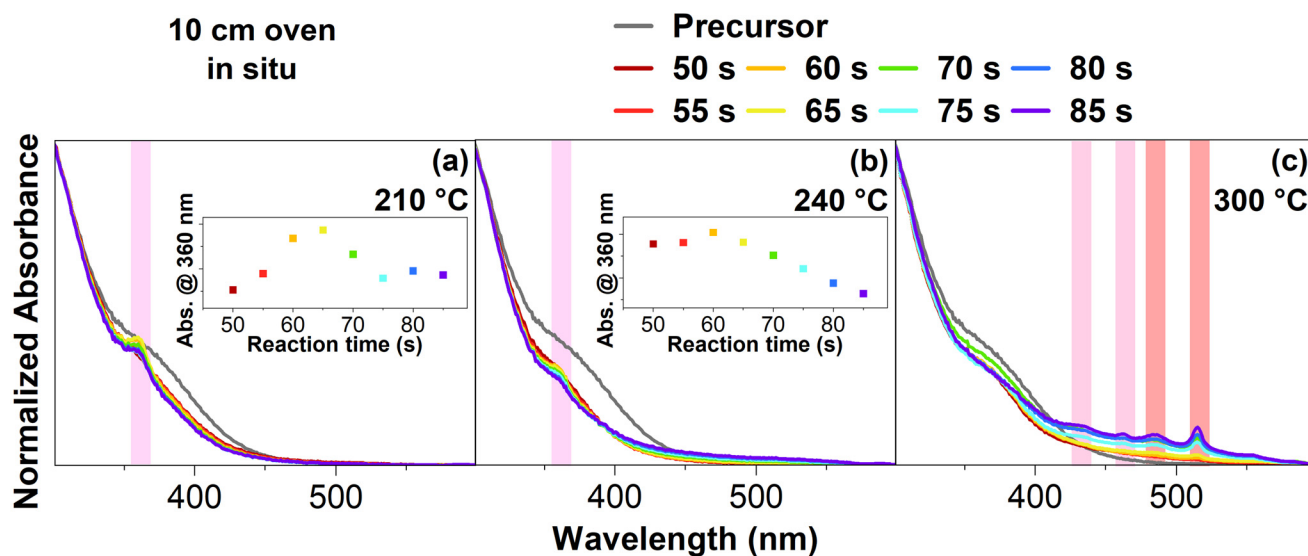 10 cm oven
in situ
Precursor
50 s 60 s 70 s 80 s
55 s 65 s 75 s 85 s
Normalized Absorbance
(a)
210 °C
Abs. @ 360 nm
50 60 70 80
Reaction time (s)
400 500
(b)
240 °C
Abs. @ 360 nm
50 60 70 80
Reaction time (s)
400 500
(c)
300 °C
400 500
Wavelength (nm)